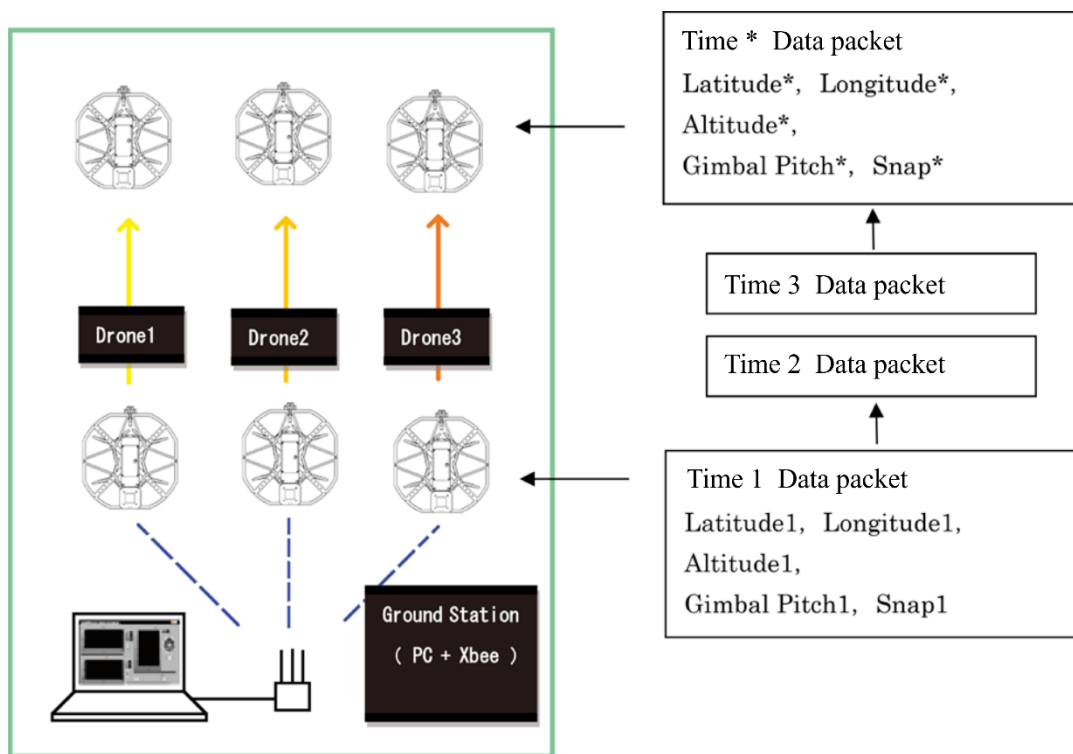 Time * Data packet
Latitude*, Longitude*,
Altitude*,
Gimbal Pitch*, Snap*
Time 3 Data packet
Drone1
Drone2
Drone3
Time 2 Data packet
Time 1 Data packet
Latitude1, Longitude1,
Altitude1,
Gimbal Pitch1, Snap1
Ground Station
( PC + Xbee )